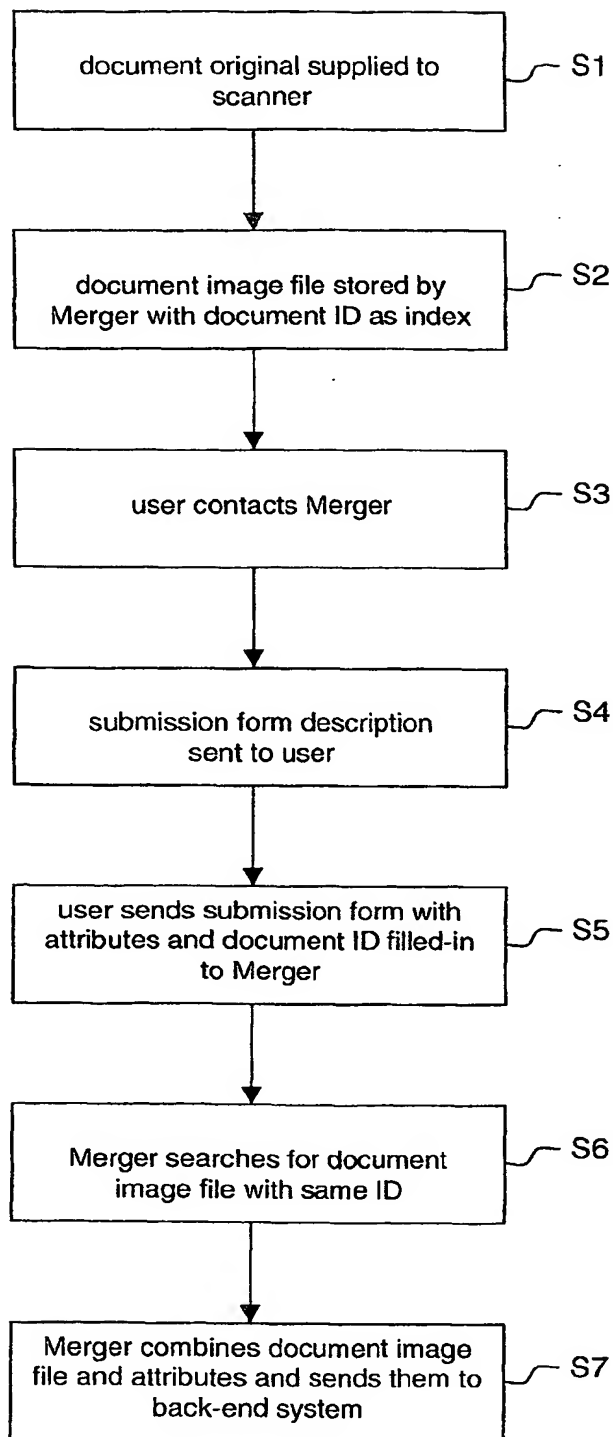 document original supplied to
scanner
S1
document image file stored by
Merger with document ID as index
S2
user contacts Merger
S3
submission form description
sent to user
S4
user sends submission form with
attributes and document ID filled-in
to Merger
S5
Merger searches for document
image file with same ID
S6
Merger combines document image
file and attributes and sends them to
back-end system
S7